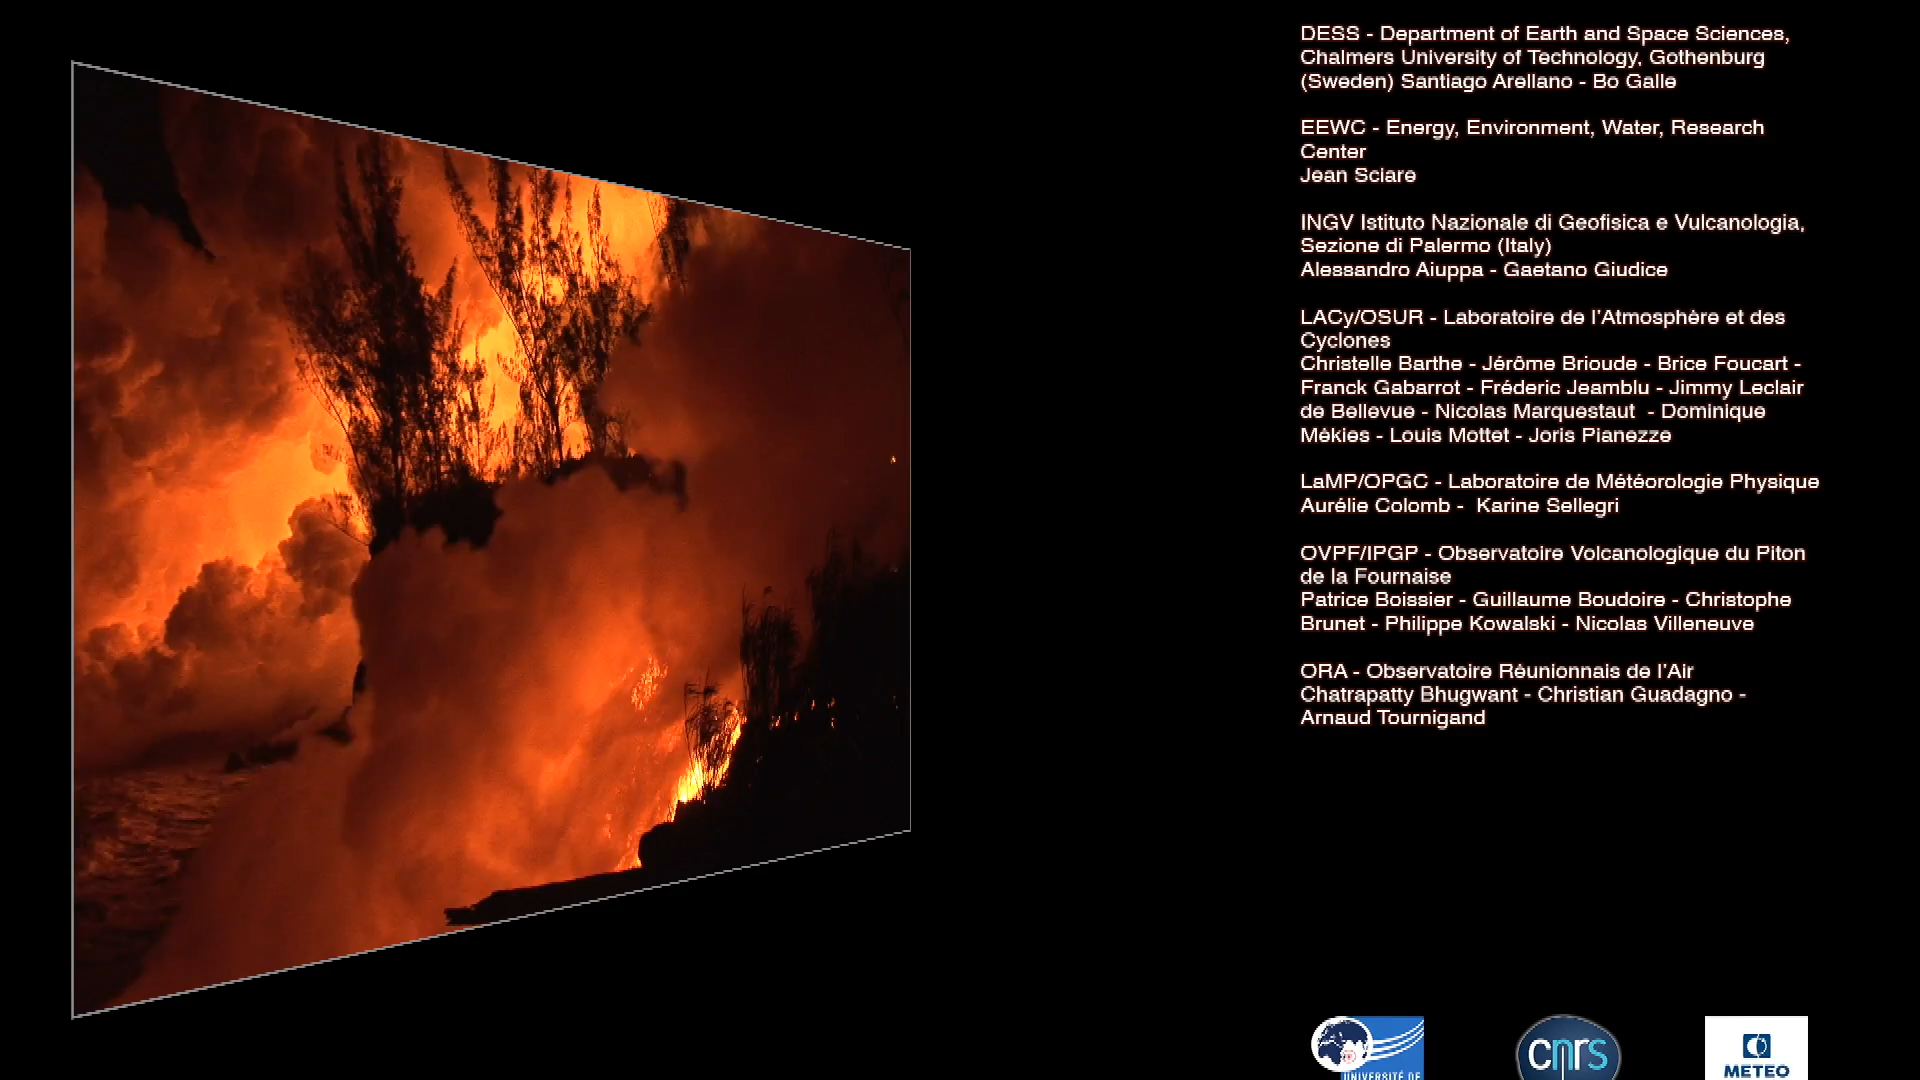 DESS - Department of Earth and Space Sciences,
Chalmers University of Technology, Gothenburg
(Sweden) Santiago Arellano - Bo Galle
EEWC - Energy, Environment, Water, Research
Center
Jean Sciare
INGV Istituto Nazionale di Geofisica e Vulcanologia,
Sezione di Palermo (Italy)
Alessandro Aiuppa - Gaetano Giudice
LACy/OSUR - Laboratoire de l'Atmosphère et des
Cyclones
Christelle Barthe - Jérôme Brioude - Brice Foucart -
Franck Gabarrot - Fréderic Jeamblu - Jimmy Leclair
de Bellevue - Nicolas Marquestaut - Dominique
Mékies - Louis Mottet - Joris Pianezze
LaMP/OPGC - Laboratoire de Météorologie Physique
Aurélie Colomb - Karine Sellegri
OVPF/IPGP - Observatoire Volcanologique du Piton
de la Fournaise
Patrice Boissier - Guillaume Boudoire - Christophe
Brunet - Philippe Kowalski - Nicolas Villeneuve
ORA - Observatoire Réunionnais de l'Air
Chatrapatty Bhugwant - Christian Guadagno -
Arnaud Tournigand
UNIVERSITÉ DE
cnrs
METEO